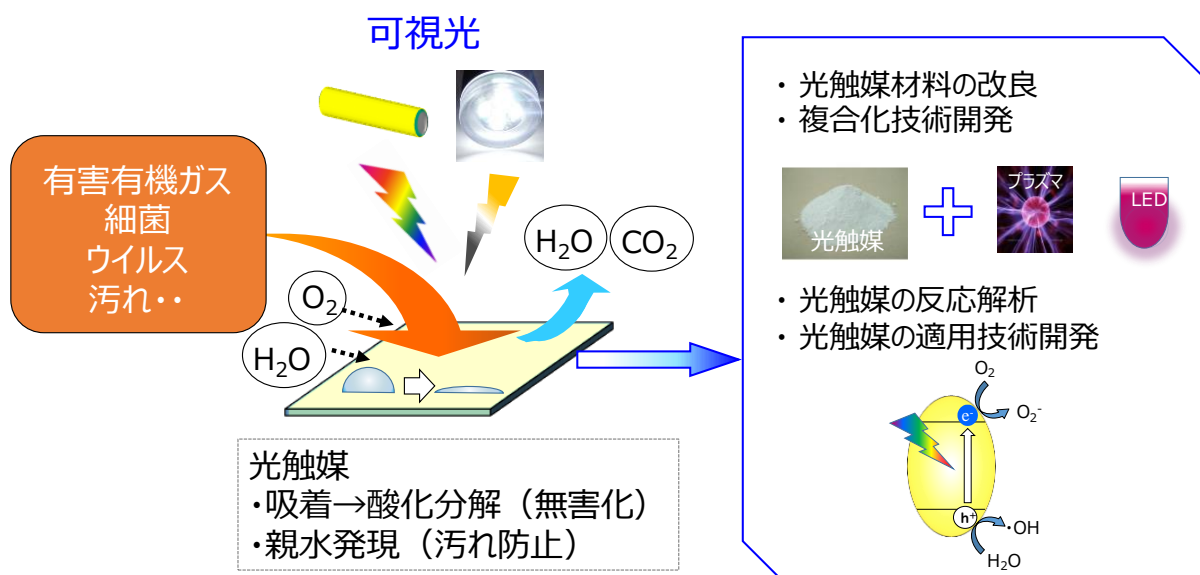 可視光
有害有機ガス
細菌
ウイルス
汚れ・・
O₂
H₂O
H₂O
CO₂
光触媒
・吸着→酸化分解（無害化）
・親水発現（汚れ防止）
・ 光触媒材料の改良
・ 複合化技術開発
光触媒
プラズマ
LED
・ 光触媒の反応解析
・ 光触媒の適用技術開発
O₂
e⁻
O₂⁻
h⁺
・OH
H₂O